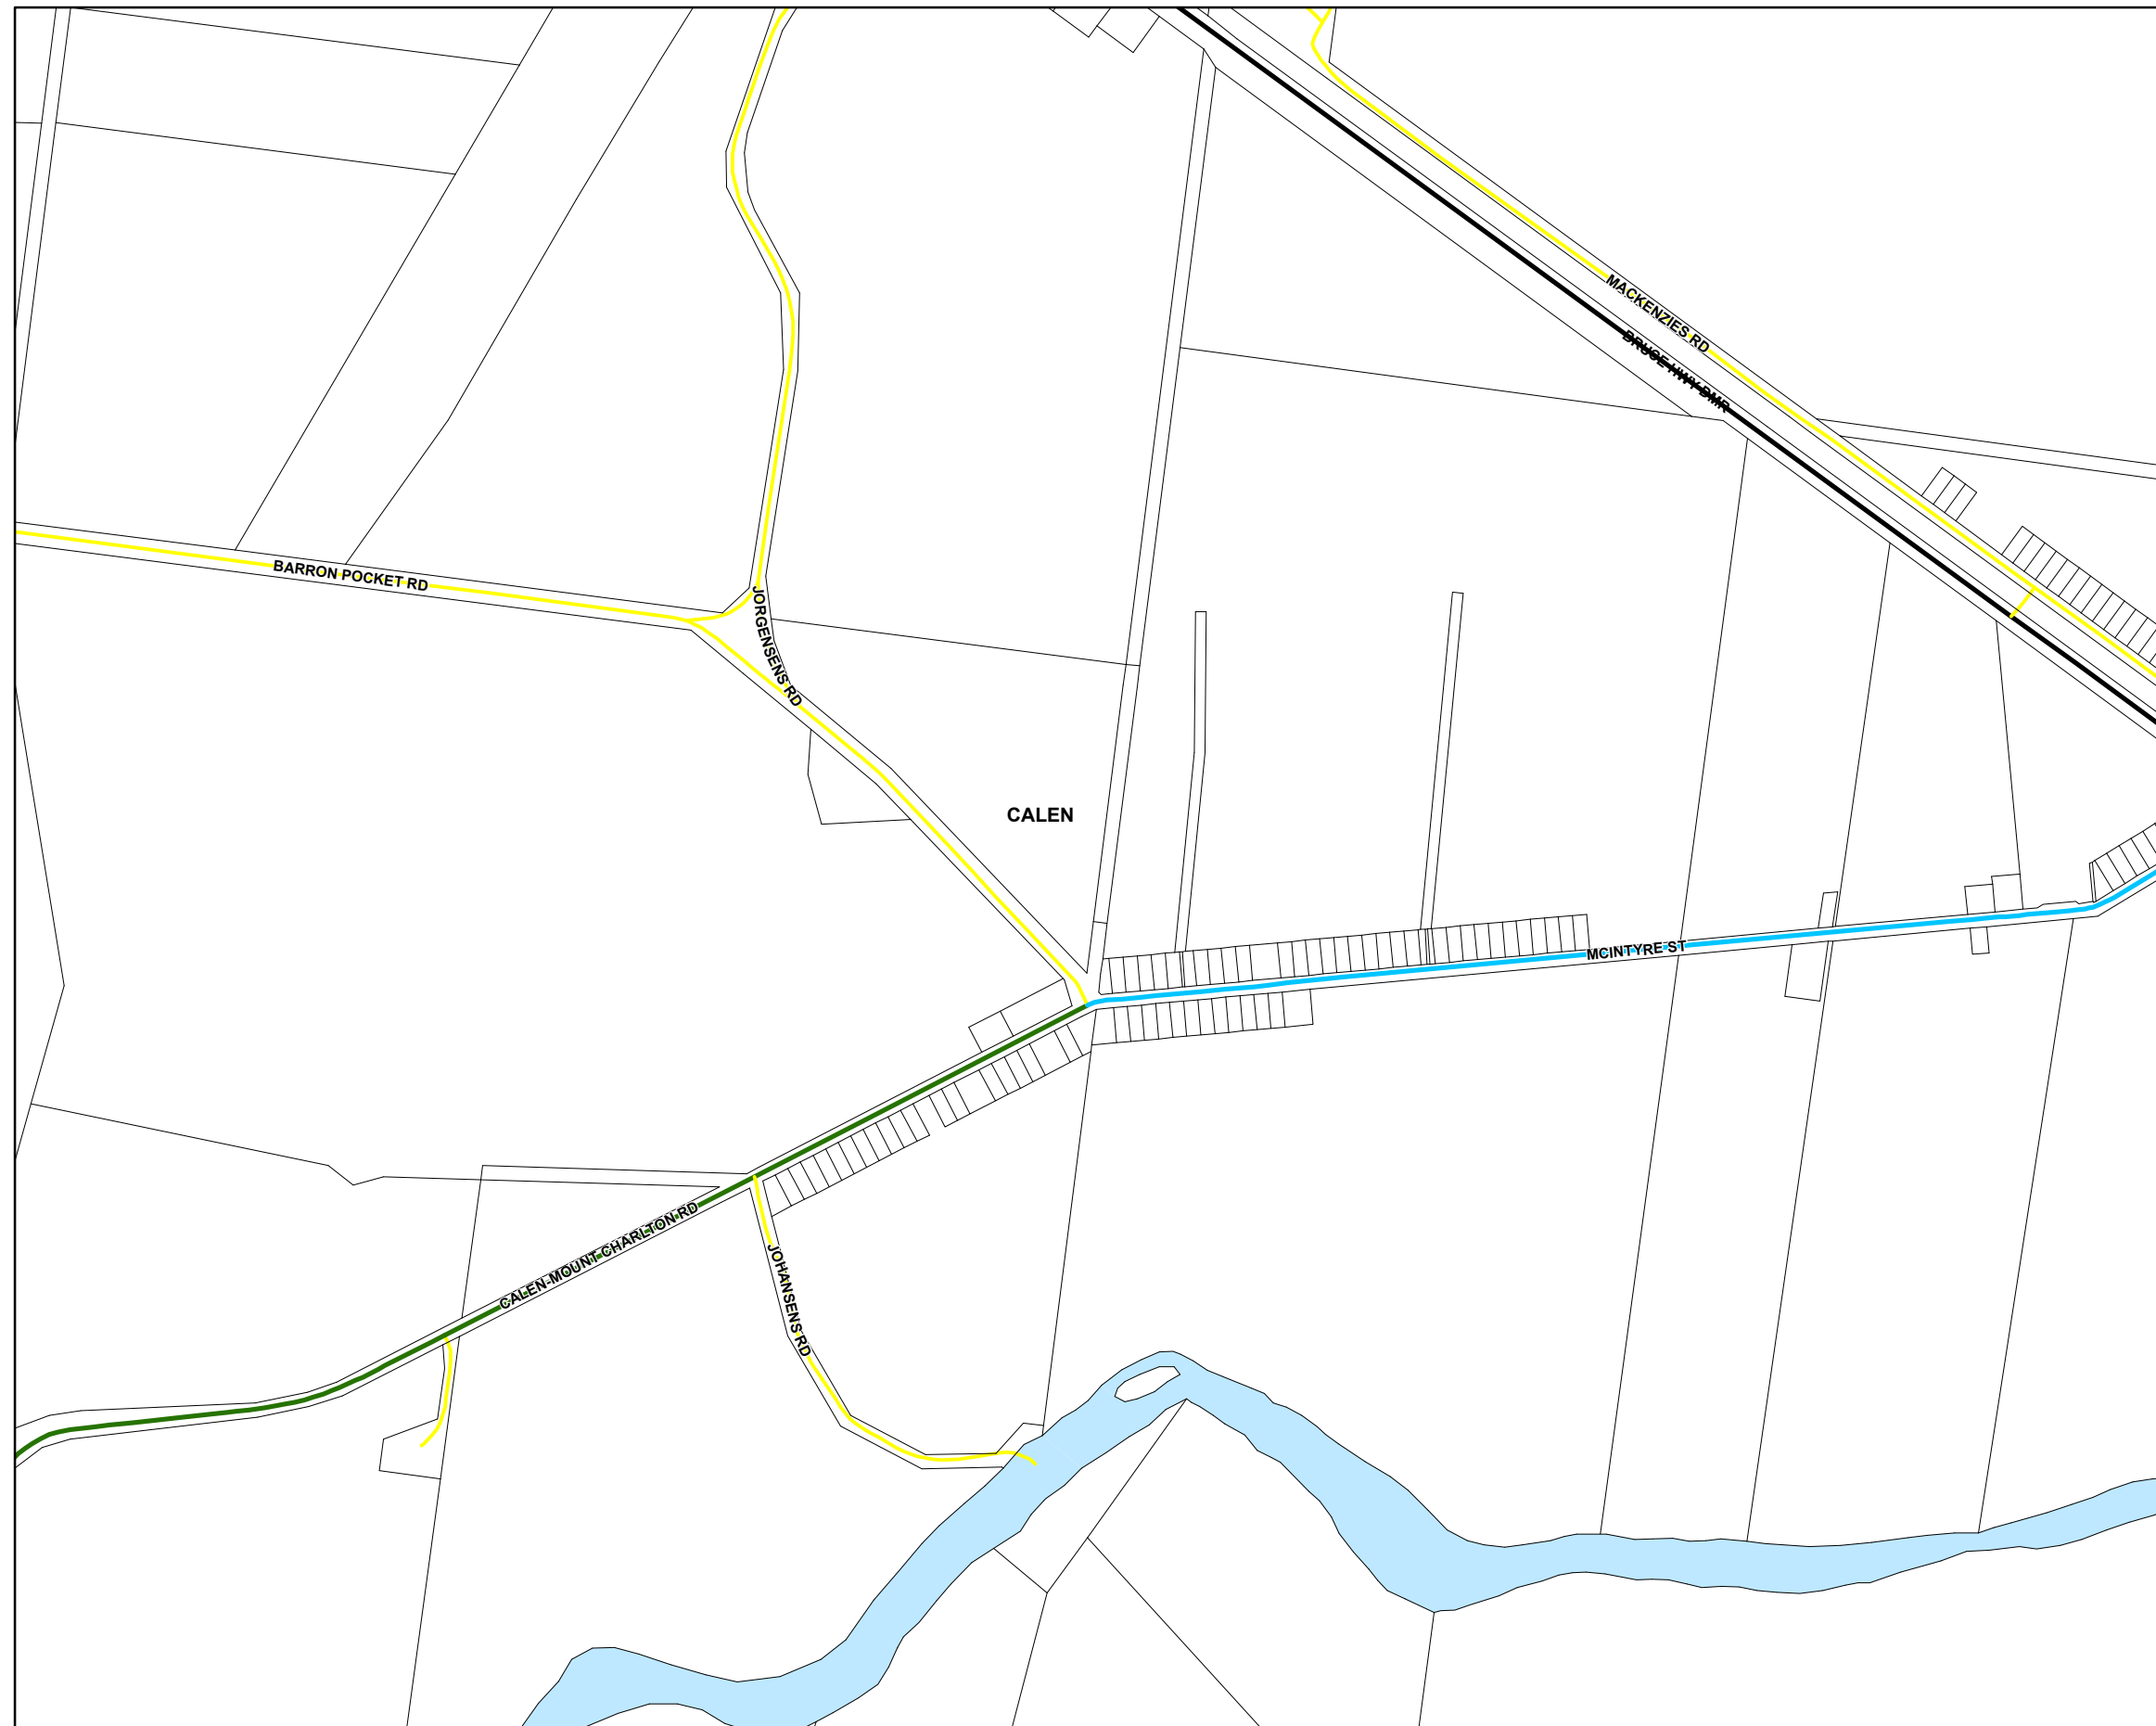 MACKENZIES RD
BRUCE HWY DMR
BARRON POCKET RD
JORGENSENS RD
CALEN
MCINTYRE ST
CALEN-MOUNT CHARLTON RD
JOHANSENS RD